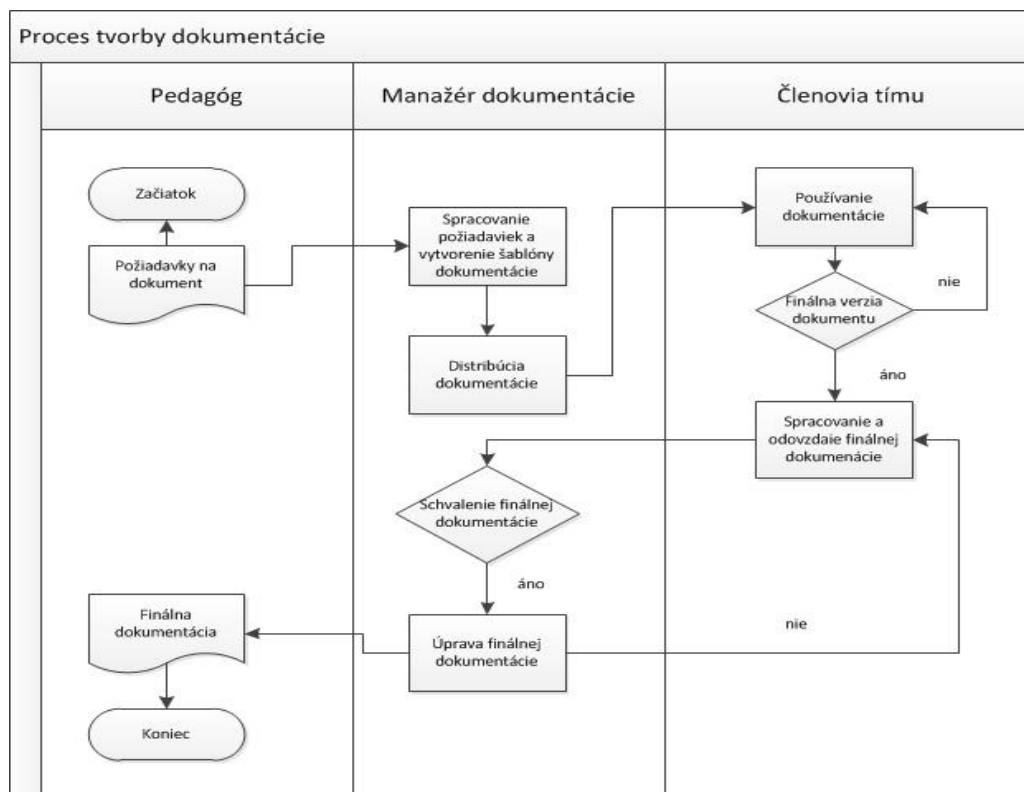 Proces tvorby dokumentácie
Pedagóg
Manažér dokumentácie
Členovia tímu
Začiatok
Požiadavky na
dokument
Spracovanie
požiadaviek a
vytvorenie šablóny
dokumentácie
Distribúcia
dokumentácie
Používanie
dokumentácie
Finálna verzia
dokumentu
nie
áno
Spracovanie a
odovzdaie finálnej
dokumenácie
Schvalenie finálnej
dokumentácie
áno
nie
Úprava finálnej
dokumentácie
Finálna
dokumentácia
Koniec